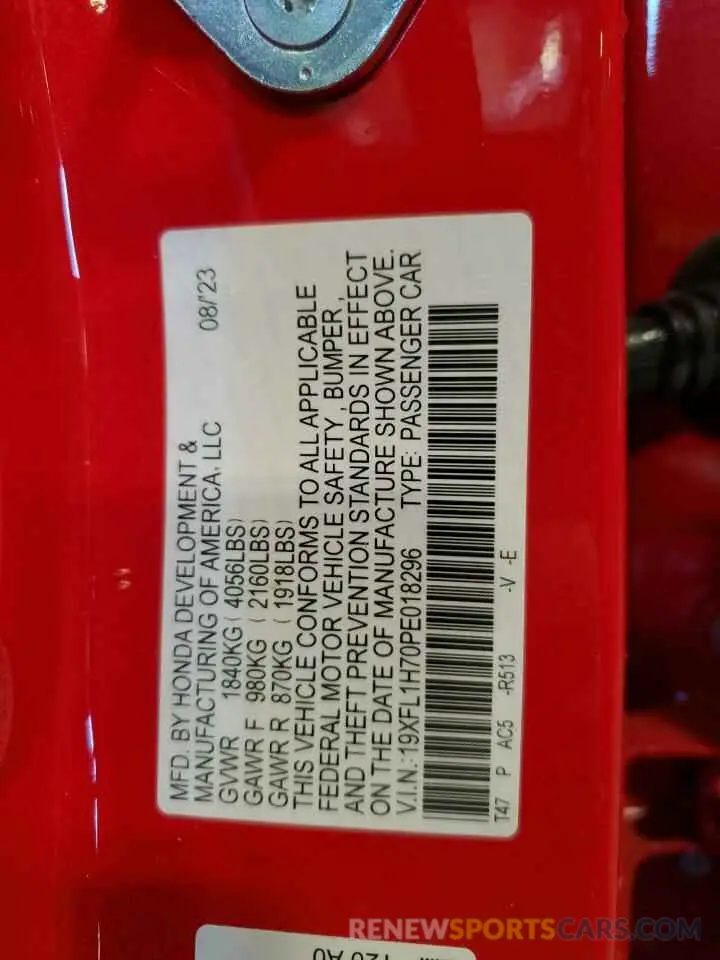 MFD. BY HONDA DEVELOPMENT &
MANUFACTURING OF AMERICA, LLC 08/'23
GVWR 1840KG (4056LBS)
GAWR F 980KG (2160LBS)
GAWR R 870KG (1918LBS)
THIS VEHICLE CONFORMS TO ALL APPLICABLE
FEDERAL MOTOR VEHICLE SAFETY, BUMPER,
AND THEFT PREVENTION STANDARDS IN EFFECT
ON THE DATE OF MANUFACTURE SHOWN ABOVE.
V.I.N.:19XFL1H70PE018296 TYPE: PASSENGER CAR
T47 P AC5 -R513 -V -E
RENEWSPORTSCARS.COM